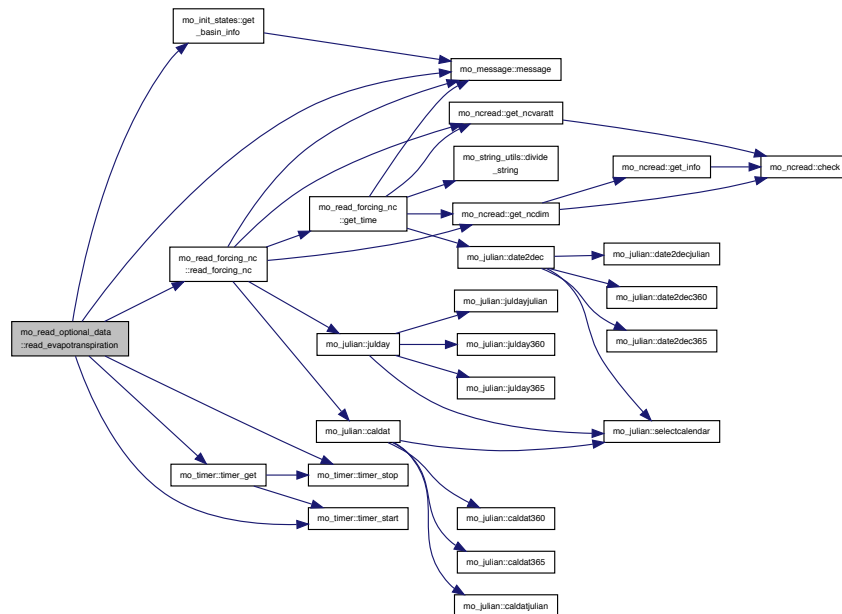 mo_init_states::get
_basin_info
mo_message::message
mo_ncread::get_ncvaratt
mo_string_utils::divide
_string
mo_ncread::get_info
mo_ncread::check
mo_read_forcing_nc
::get_time
mo_ncread::get_ncdim
mo_read_forcing_nc
::read_forcing_nc
mo_julian::date2dec
mo_julian::date2decjulian
mo_julian::date2dec360
mo_julian::date2dec365
mo_read_optional_data
::read_evapotranspiration
mo_julian::julday
mo_julian::juldayjulian
mo_julian::julday360
mo_julian::julday365
mo_julian::caldat
mo_julian::selectcalendar
mo_timer::timer_get
mo_timer::timer_stop
mo_timer::timer_start
mo_julian::caldat360
mo_julian::caldat365
mo_julian::caldatjulian